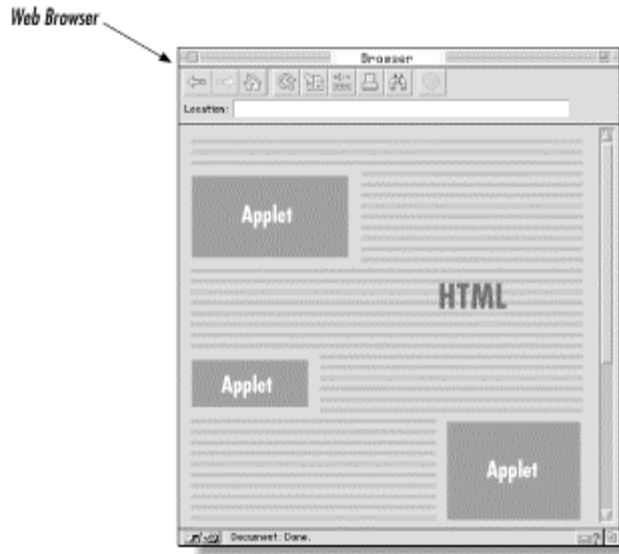 Web Browser
Browser
Location:
Applet
HTML
Applet
Applet
Document: Done.
?